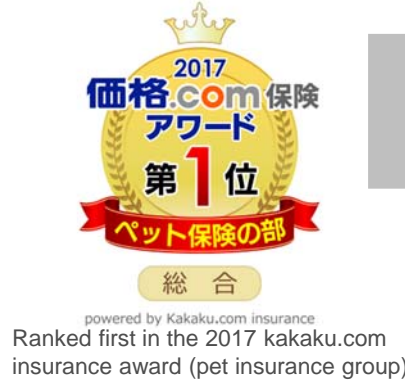 2017
価格.com保険
アワード
第1位
ペット保険の部
総 合
powered by Kakaku.com insurance
Ranked first in the 2017 kakaku.com
insurance award (pet insurance group)